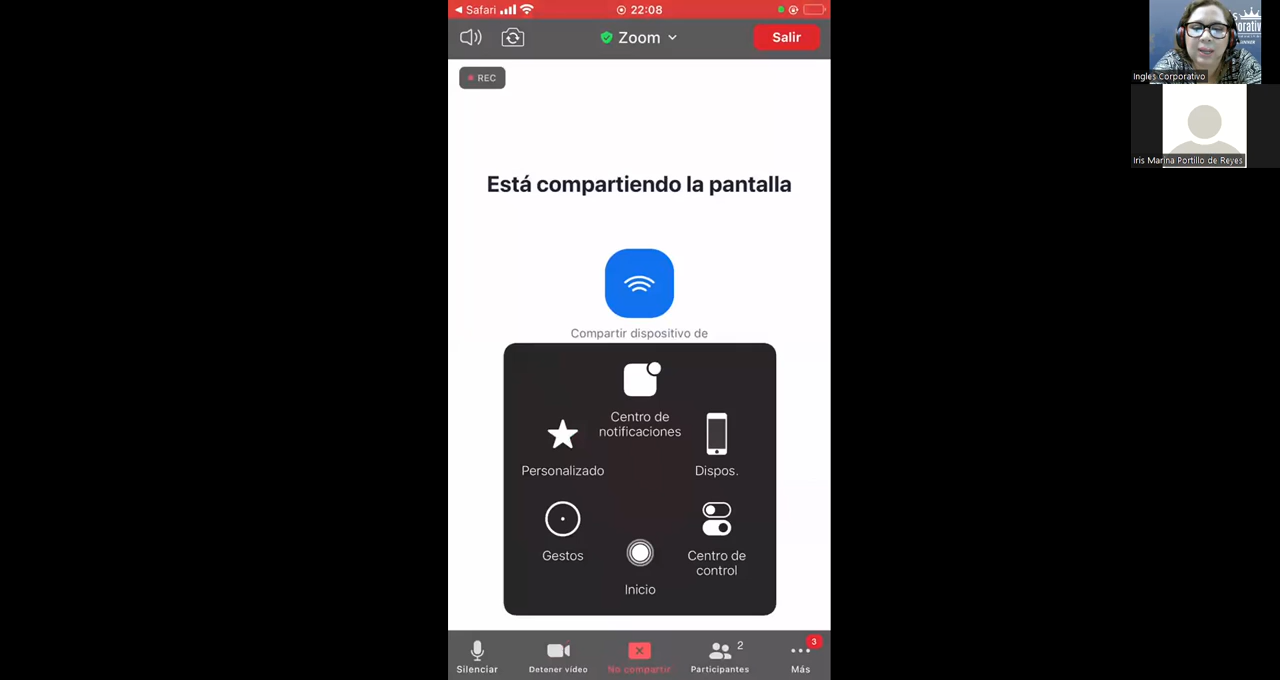 Safari
22:08
Zoom
Salir
REC
Está compartiendo la pantalla
Compartir dispositivo de
Centro de
notificaciones
Personalizado
Dispos.
Gestos
Centro de
control
Inicio
Silenciar
Detener vídeo
No compartir
2
Participantes
3
Más
Ingles Corporativo
Iris Marina Portillo de Reyes